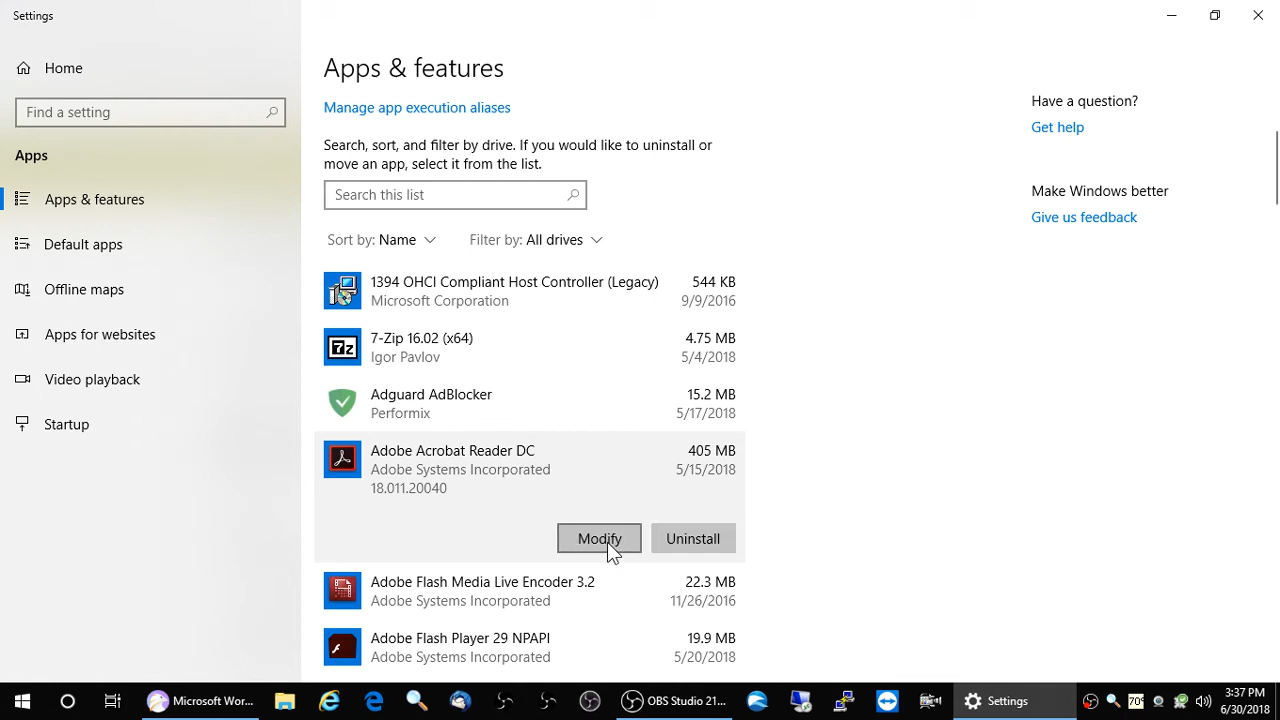 Settings
Home
Find a setting
Apps
Apps & features
Default apps
Offline maps
Apps for websites
Video playback
Startup
Apps & features
Manage app execution aliases
Search, sort, and filter by drive. If you would like to uninstall or
move an app, select it from the list.
Search this list
Sort by: Name
Filter by: All drives
1394 OHCI Compliant Host Controller (Legacy) 544 KB
Microsoft Corporation 9/9/2016
7z
7-Zip 16.02 (x64) 4.75 MB
Igor Pavlov 5/4/2018
Adguard AdBlocker 15.2 MB
Performix 5/17/2018
Adobe Acrobat Reader DC 405 MB
Adobe Systems Incorporated 5/15/2018
18.011.20040
Modify Uninstall
Adobe Flash Media Live Encoder 3.2 22.3 MB
Adobe Systems Incorporated 11/26/2016
Adobe Flash Player 29 NPAPI 19.9 MB
Adobe Systems Incorporated 5/20/2018
Have a question?
Get help
Make Windows better
Give us feedback
Microsoft Wor...
OBS Studio 21...
Settings
70°
3:37 PM
6/30/2018